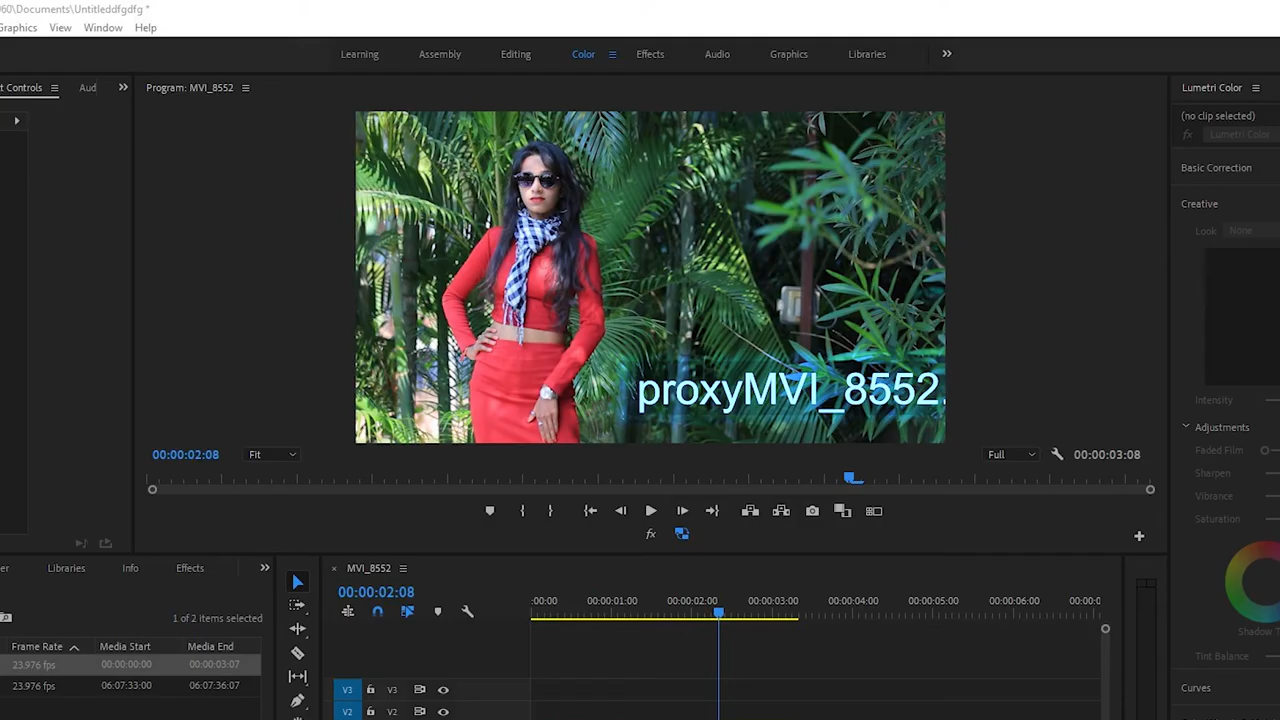 060\Documents\Untitleddfgdfg *
Graphics View Window Help
Learning Assembly Editing Color Effects Audio Graphics Libraries
t Controls Aud Program: MVI_8552 Lumetri Color
(no clip selected)
fx Lumetri Color
Basic Correction
Creative
Look None
proxyMVI_8552.
Intensity
Adjustments
Faded Film
Sharpen
Vibrance
Saturation
00:00:02:08 Fit Full 00:00:03:08
fx
er Libraries Info Effects MVI_8552
00:00:02:08
:00:00 00:00:01:00 00:00:02:00 00:00:03:00 00:00:04:00 00:00:05:00 00:00:06:00 00:00:0
1 of 2 items selected
Frame Rate Media Start Media End
23.976 fps 00:00:00:00 00:00:03:07
23.976 fps 06:07:33:00 06:07:36:07
V3 V3
V2 V2
Shadow T
Tint Balance
Curves